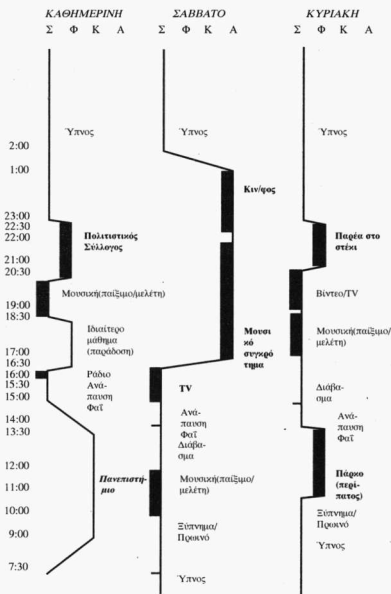 ΚΑΘΗΜΕΡΙΝΗ
Σ Φ Κ Α
ΣΑΒΒΑΤΟ
Σ Φ Κ Α
ΚΥΡΙΑΚΗ
Σ Φ Κ Α
2:00
1:00
23:00
22:30
22:00
21:00
20:30
19:00
18:30
17:00
16:30
16:00
15:30
15:00
14:00
13:30
12:00
11:00
10:00
9:00
7:30
Ύπνος
Πολιτιστικός
Σύλλογος
Μουσική(παίξιμο/μελέτη)
Ιδιαίτερο
μάθημα
(παράδοση)
Ράδιο
Ανά-
παυση
Φαΐ
Πανεπιστή-
μιο
Ύπνος
Κιν/φος
Μουσι
κό
συγκρό
τημα
TV
Ανά-
παυση
Φαΐ
Διάβα-
σμα
Μουσική(παίξιμο/
μελέτη)
Ξύπνημα/
Πρωινό
Ύπνος
Ύπνος
Παρέα στο
στέκι
Βίντεο/TV
Μουσική(παίξιμο/
μελέτη)
Διάβα-
σμα
Ανά-
παυση
Φαΐ
Πάρκο
(περί-
πατος)
Ξύπνημα/
Πρωινό
Ύπνος